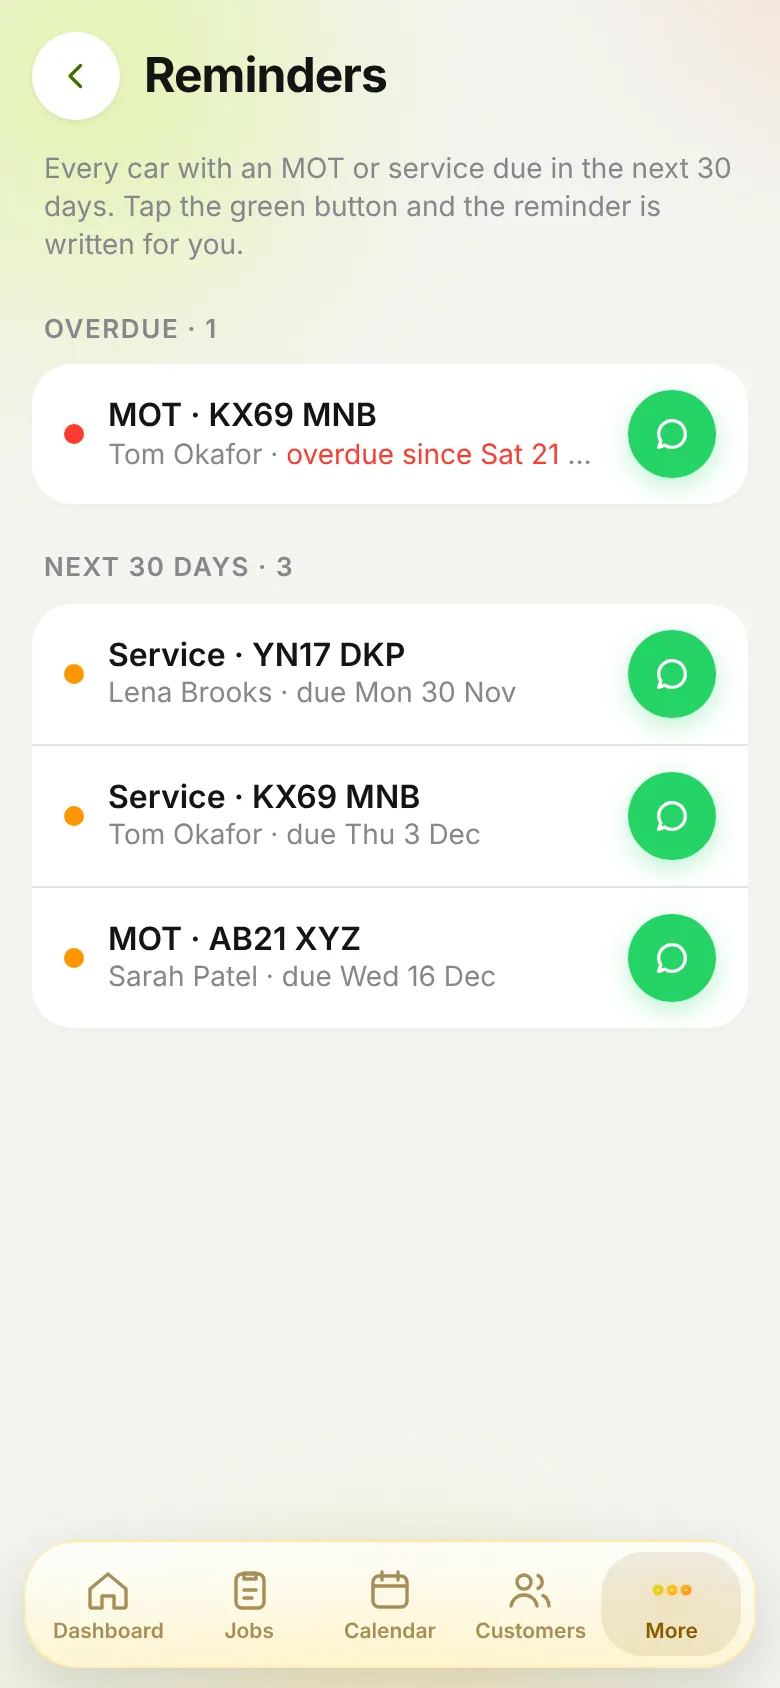 Reminders
Every car with an MOT or service due in the next 30
days. Tap the green button and the reminder is
written for you.
OVERDUE · 1
MOT · KX69 MNB
Tom Okafor · overdue since Sat 21 ...
NEXT 30 DAYS · 3
Service · YN17 DKP
Lena Brooks · due Mon 30 Nov
Service · KX69 MNB
Tom Okafor · due Thu 3 Dec
MOT · AB21 XYZ
Sarah Patel · due Wed 16 Dec
Dashboard
Jobs
Calendar
Customers
More